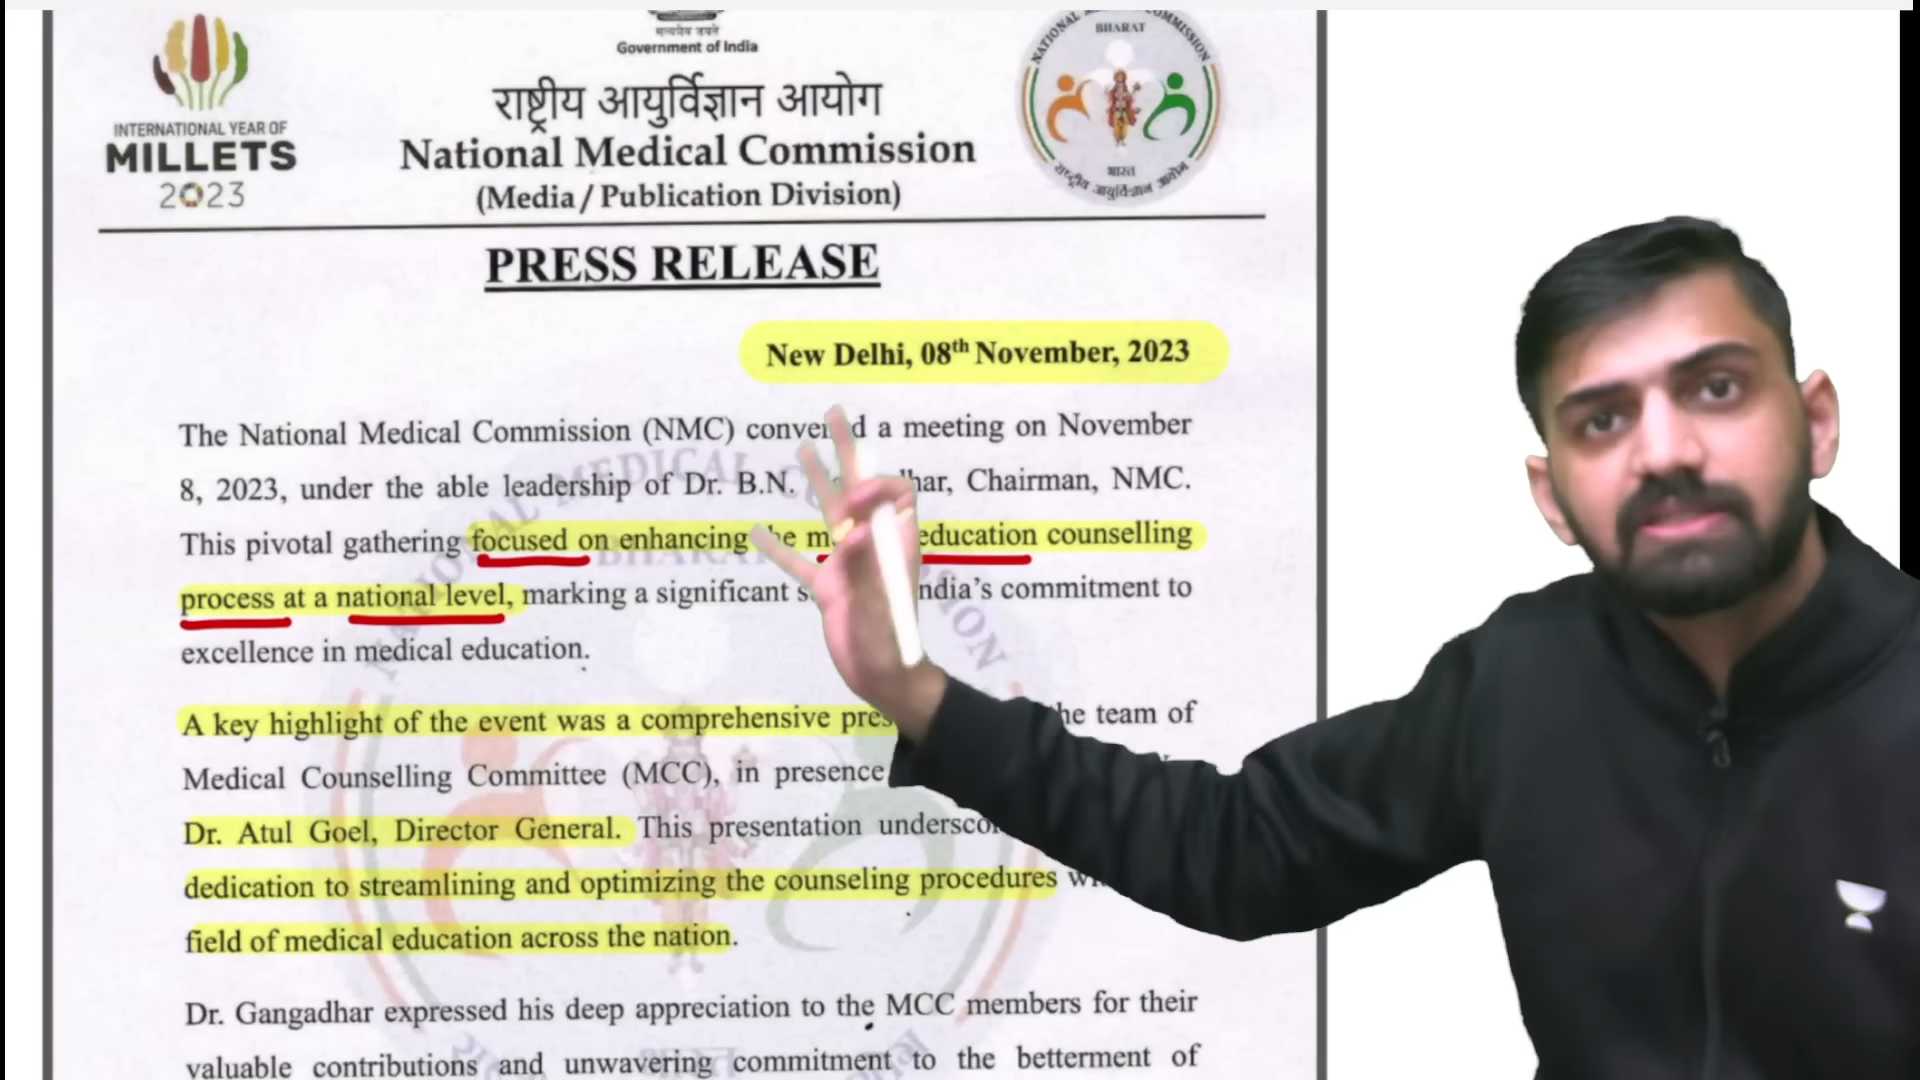 INTERNATIONAL YEAR OF
MILLETS
2023
Government of India
राष्ट्रीय आयुर्विज्ञान आयोग
National Medical Commission
(Media / Publication Division)
BHARAT
भारत
राष्ट्रीय आयुर्विज्ञान आयोग
PRESS RELEASE
New Delhi, 08th November, 2023
The National Medical Commission (NMC) a meeting on November
8, 2023, under the able leadership of Dr. B.N. Chairman, NMC.
This pivotal gathering focused on enhancing education counselling
process at a national level, marking a significant commitment to
excellence in medical education.
A key highlight of the event was a comprehensive team of
Medical Counselling Committee (MCC), in presence
Dr. Atul Goel, Director General. This presentation
dedication to streamlining and optimizing the counseling procedures
field of medical education across the nation.
Dr. Gangadhar expressed his deep appreciation to the MCC members for their
valuable contributions and unwavering commitment to the betterment of